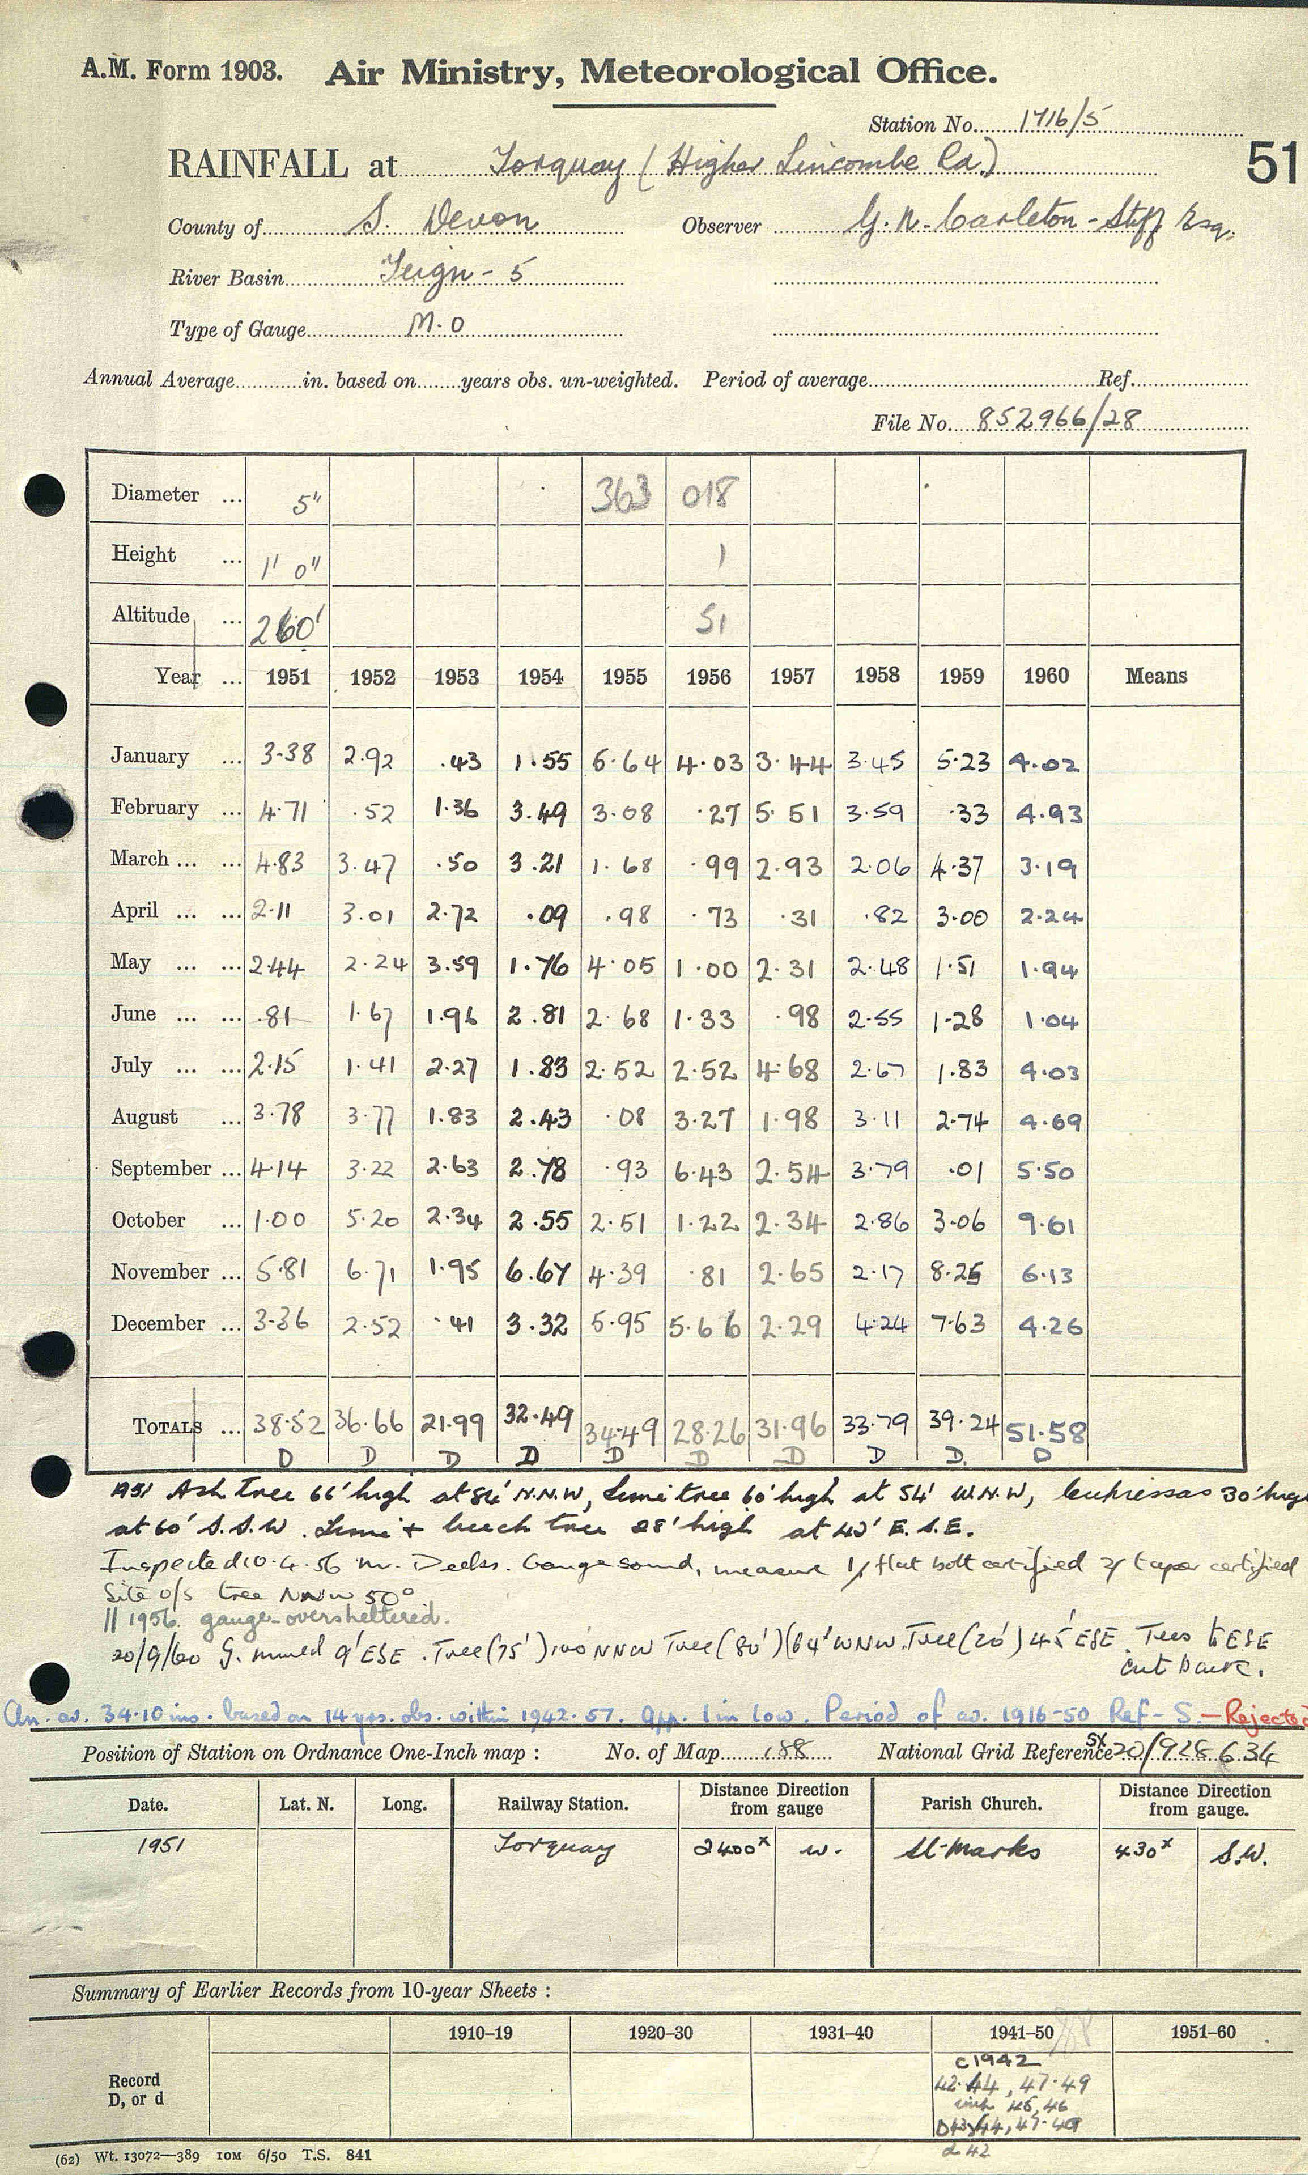 A.M. Form 1903. Air Ministry, Meteorological Office.
Station No. 1716/5
RAINFALL at Torquay (Higher Lincombe Rd.) 51
County of S. Devon Observer G. N. Carleton-Stiff Esq.
River Basin Teign - 5
Type of Gauge M.O
Annual Average in. based on years obs. un-weighted. Period of average Ref.
File No. 852966/28
Diameter ... 5" 363 018
Height ... 1' 0" 1
Altitude ... 260' 51
Year ... 1951 1952 1953 1954 1955 1956 1957 1958 1959 1960 Means
January ... 3.38 2.92 .43 1.55 5.64 4.03 3.44 3.45 5.23 4.02
February ... 4.71 .52 1.36 3.49 3.08 .27 5.51 3.59 .33 4.93
March ... ... 4.83 3.47 .50 3.21 1.68 .99 2.93 2.06 4.37 3.19
April ... ... 2.11 3.01 2.72 .09 .98 .73 .31 .82 3.00 2.24
May ... ... 2.44 2.24 3.59 1.76 4.05 1.00 2.31 2.48 1.51 1.94
June ... ... .81 1.67 1.96 2.81 2.68 1.33 .98 2.55 1.28 1.04
July ... ... 2.15 1.41 2.27 1.83 2.52 2.52 4.68 2.67 1.83 4.03
August ... 3.78 3.77 1.83 2.43 .08 3.27 1.98 3.11 2.74 4.69
September ... 4.14 3.22 2.63 2.78 .93 6.43 2.54 3.79 .01 5.50
October ... 1.00 5.20 2.34 2.55 2.51 1.22 2.34 2.86 3.06 9.61
November ... 5.81 6.71 1.95 6.67 4.39 .81 2.65 2.17 8.25 6.13
December ... 3.36 2.52 .41 3.32 5.95 5.66 2.29 4.24 7.63 4.26
TOTALS ... 38.52 36.66 21.99 32.49 34.49 28.26 31.96 33.79 39.24 51.58
D D D D D D D D D. D
1951 Ash tree 66' high at 84' N.N.W, Lime tree 60' high at 54' W.N.W, Cupressas 30' high
at 60' S.S.W. Lime + beech tree 28' high at 40' E.S.E.
Inspected 10.4.56 Mr. Deeks. Gauge sound, measure 1/ flat bott certified 2/ taper certified
Site o/s tree NNW 50°
// 1956. gauge oversheltered.
20/9/60 G. moved 9' ESE. Tree (75') 100' NNW Tree (80') (64' WNW. Tree (20') 45' ESE. Trees to ESE
cut back.
An. av. 34.10 ins. based on 14 yrs. obs. within 1942-57. App. 1 in low. Period of av. 1916-50 Ref - S. - Rejected
Position of Station on Ordnance One-Inch map : No. of Map 188 National Grid Reference SX 20/928634
Date. Lat. N. Long. Railway Station. Distance from gauge Direction Parish Church. Distance from gauge. Direction
1951 Torquay 2400x W. St. Marks 430x S.W.
Summary of Earlier Records from 10-year Sheets :
1910-19 1920-30 1931-40 1941-50 1951-60
Record
D, or d
c1942
42-44, 47-49
45, 46
D43,44, 47-49
d 42
(62) Wt. 13072—389 10M 6/50 T.S. 841